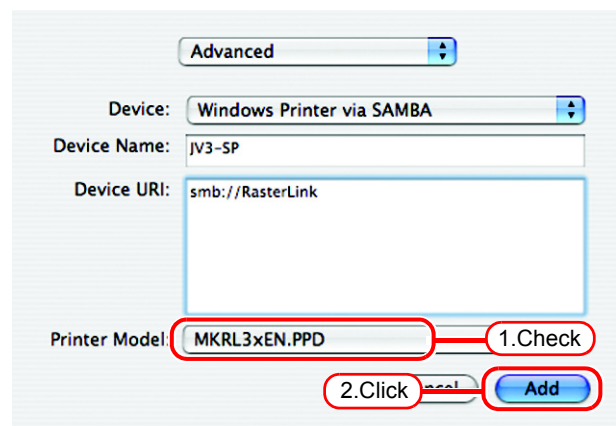 Advanced
Device: Windows Printer via SAMBA
Device Name: JV3-SP
Device URI: smb://RasterLink
Printer Model: MKRL3xEN.PPD
1.Check
2.Click
Add